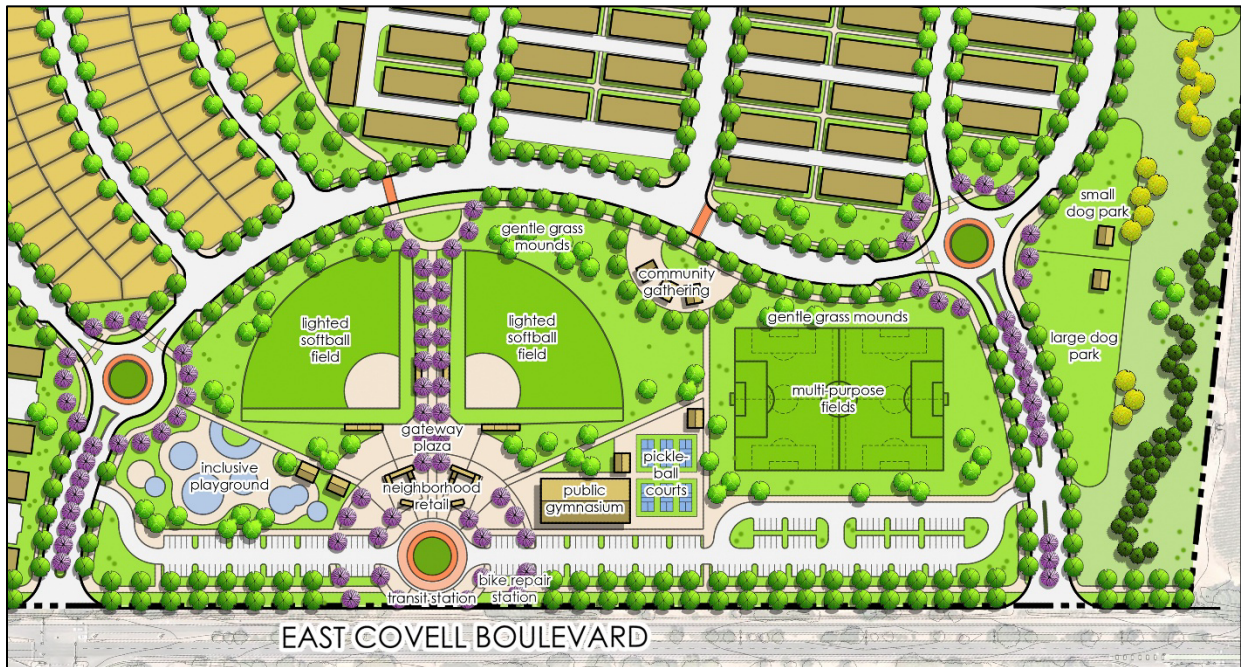 small
dog park
gentle grass
mounds
community
gathering
lighted
softball
field
lighted
softball
field
gentle grass mounds
large dog
park
multi-purpose
fields
gateway
plaza
pickle-
ball
courts
inclusive
playground
neighborhood
retail
public
gymnasium
bike repair
station
transit station
EAST COVELL BOULEVARD